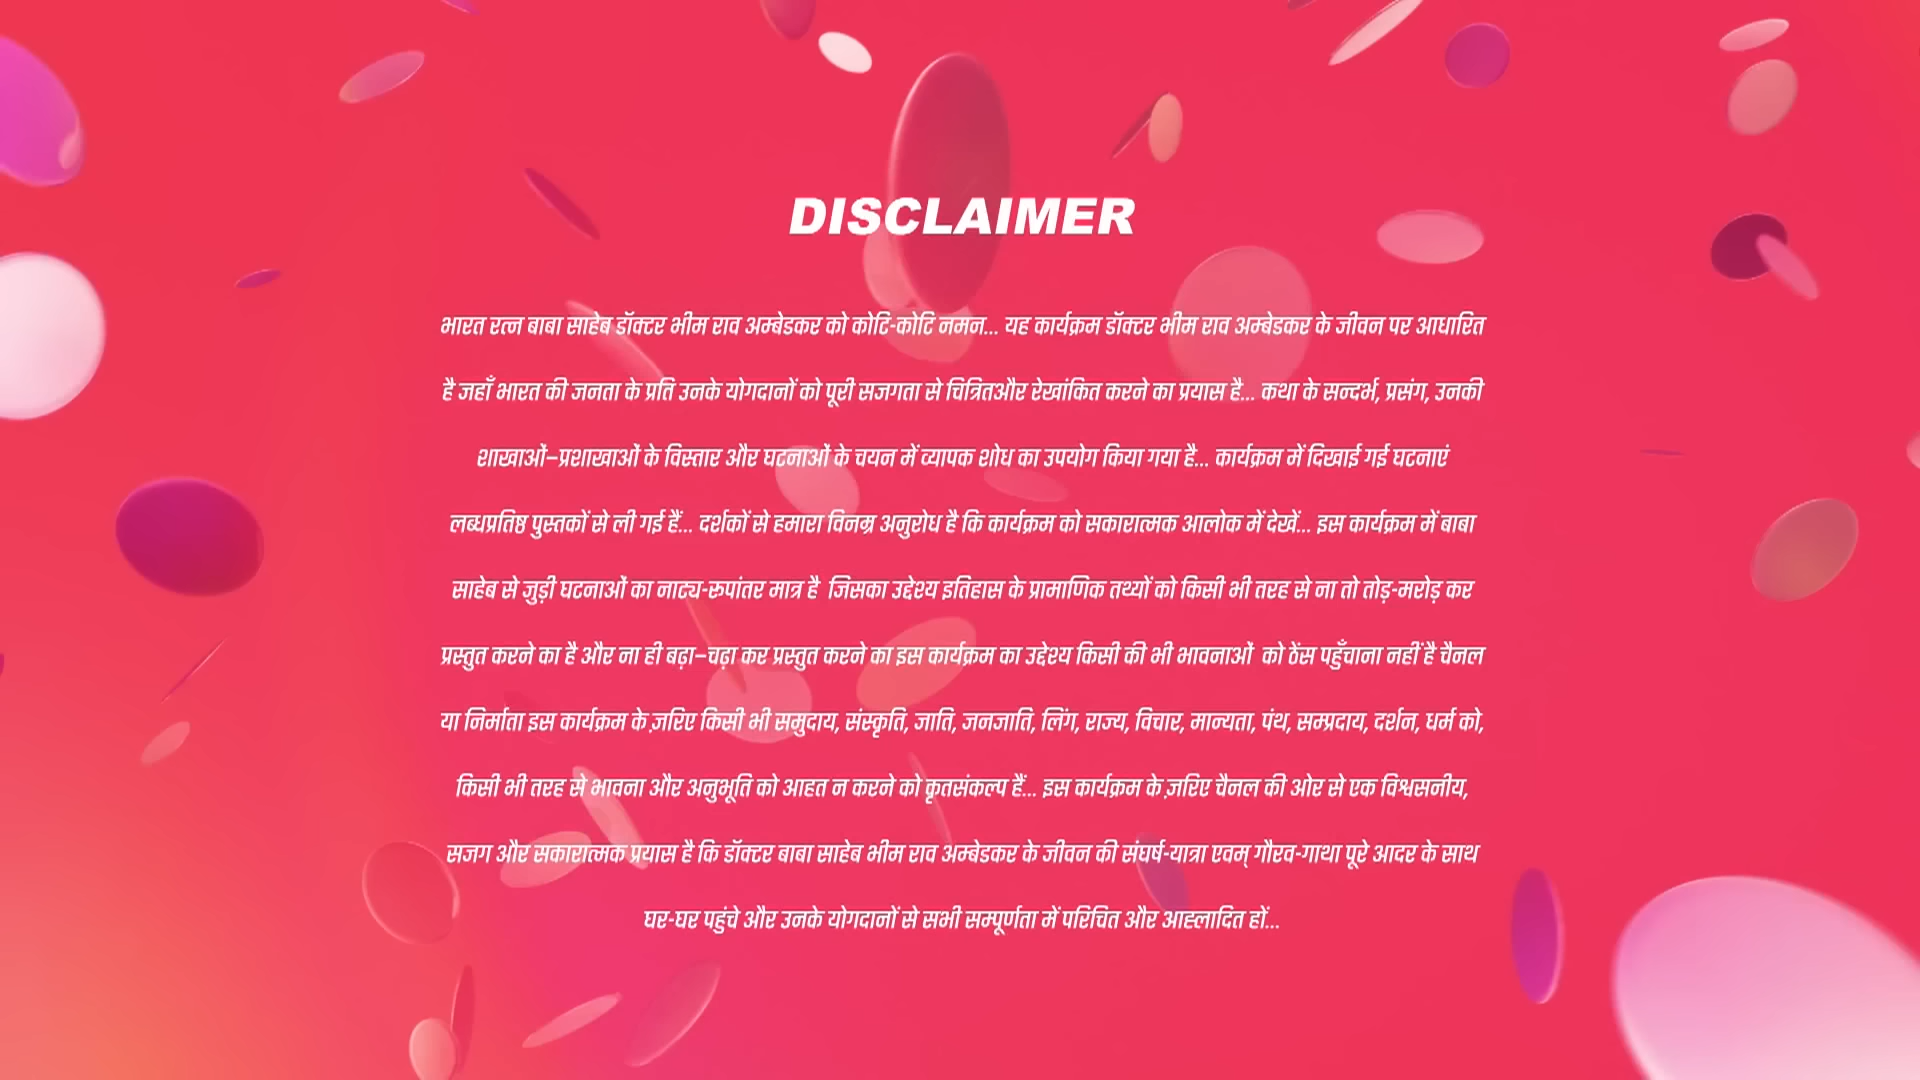 DISCLAIMER
भारत रत्न बाबा साहेब डॉक्टर भीम राव अम्बेडकर को कोटि-कोटि नमन... यह कार्यक्रम डॉक्टर भीम राव अम्बेडकर के जीवन पर आधारित
है जहाँ भारत की जनता के प्रति उनके योगदानों को पूरी सजगता से चित्रितऔर रेखांकित करने का प्रयास है... कथा के सन्दर्भ, प्रसंग, उनकी
शाखाओं–प्रशाखाओं के विस्तार और घटनाओं के चयन में व्यापक शोध का उपयोग किया गया है... कार्यक्रम में दिखाई गई घटनाएं
लब्धप्रतिष्ठ पुस्तकों से ली गई हैं... दर्शकों से हमारा विनम्र अनुरोध है कि कार्यक्रम को सकारात्मक आलोक में देखें... इस कार्यक्रम में बाबा
साहेब से जुड़ी घटनाओं का नाट्य-रूपांतर मात्र है जिसका उद्देश्य इतिहास के प्रामाणिक तथ्यों को किसी भी तरह से ना तो तोड़-मरोड़ कर
प्रस्तुत करने का है और ना ही बढ़ा–चढ़ा कर प्रस्तुत करने का इस कार्यक्रम का उद्देश्य किसी की भी भावनाओं को ठेंस पहुँचाना नहीं है चैनल
या निर्माता इस कार्यक्रम के ज़रिए किसी भी समुदाय, संस्कृति, जाति, जनजाति, लिंग, राज्य, विचार, मान्यता, पंथ, सम्प्रदाय, दर्शन, धर्म को,
किसी भी तरह से भावना और अनुभूति को आहत न करने को कृतसंकल्प हैं... इस कार्यक्रम के ज़रिए चैनल की ओर से एक विश्वसनीय,
सजग और सकारात्मक प्रयास है कि डॉक्टर बाबा साहेब भीम राव अम्बेडकर के जीवन की संघर्ष-यात्रा एवम् गौरव-गाथा पूरे आदर के साथ
घर-घर पहुंचे और उनके योगदानों से सभी सम्पूर्णता में परिचित और आह्लादित हों...